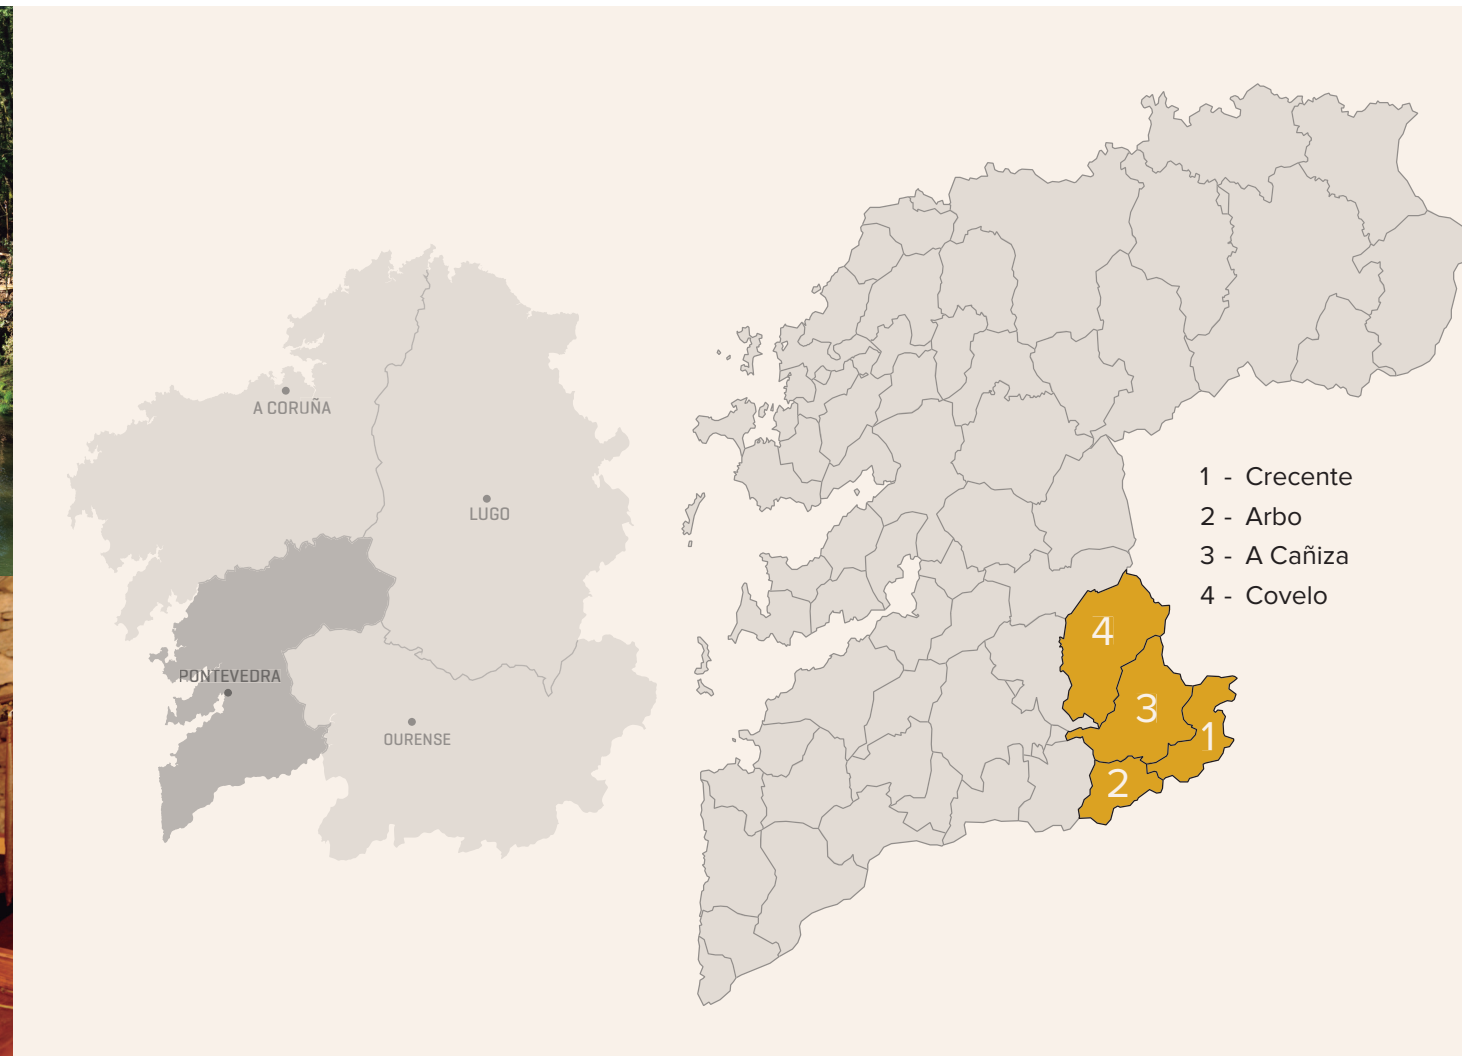 A CORUÑA
LUGO
PONTEVEDRA
OURENSE
1 - Crecente
2 - Arbo
3 - A Cañiza
4 - Covelo
4
3
1
2